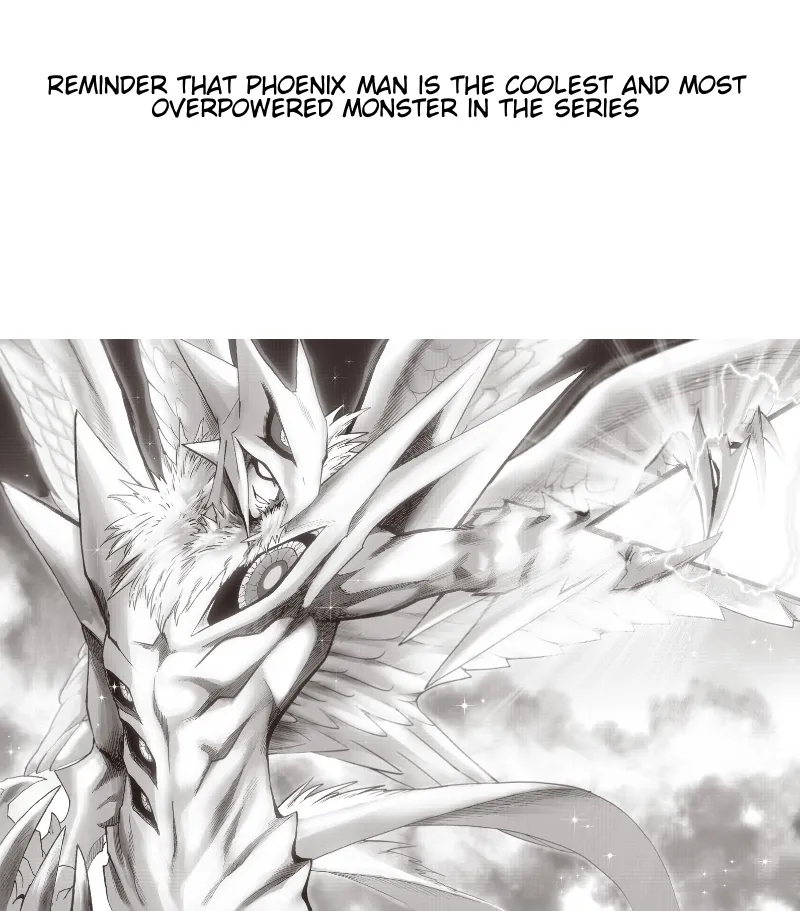 REMINDER THAT PHOENIX MAN IS THE COOLEST AND MOST
OVERPOWERED MONSTER IN THE SERIES